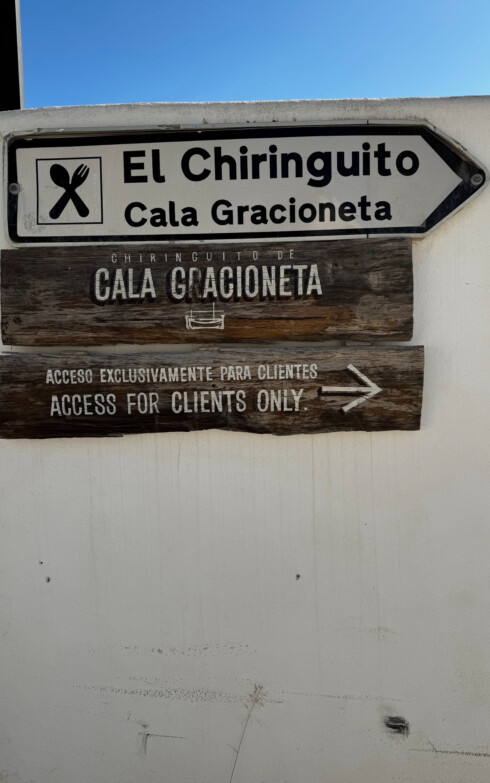 El Chiringuito
Cala Gracioneta
CHIRINGUITO DE
CALA GRACIONETA
ACCESO EXCLUSIVAMENTE PARA CLIENTES
ACCESS FOR CLIENTS ONLY.